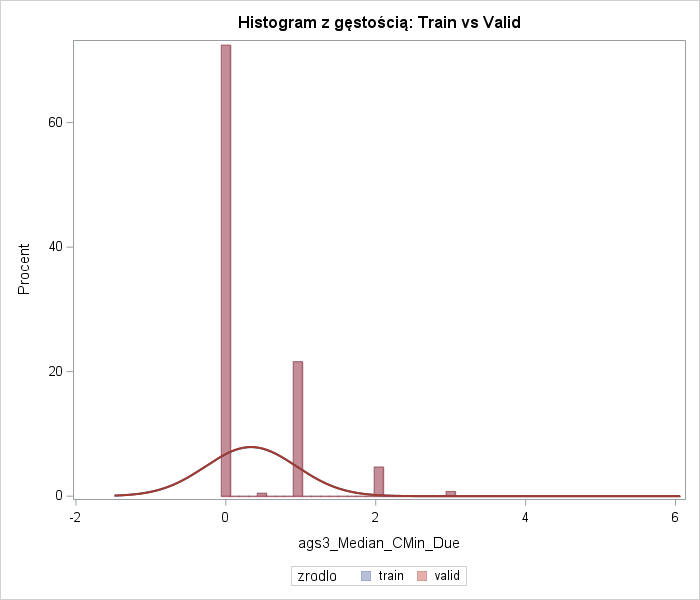 Histogram z gęstością: Train vs Valid
Procent
60
40
20
0
-2
0
2
4
6
ags3_Median_CMin_Due
zrodlo train valid